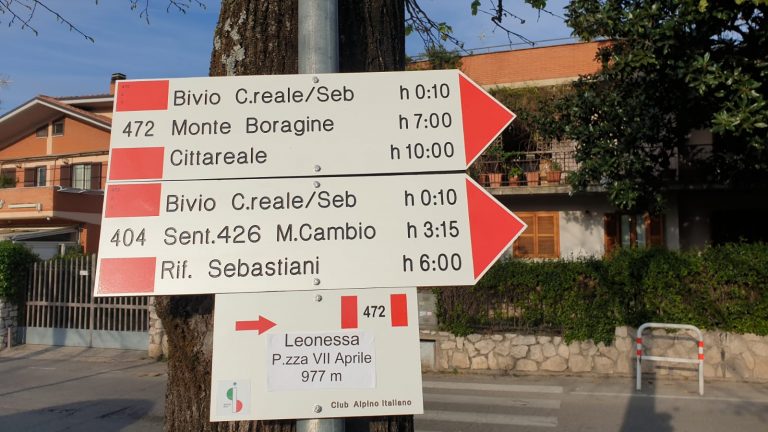 Bivio C.reale/Seb h 0:10
472 Monte Boragine h 7:00
Cittareale h 10:00
Bivio C.reale/Seb h 0:10
404 Sent.426 M.Cambio h 3:15
Rif. Sebastiani h 6:00
472
Leonessa
P.zza VII Aprile
977 m
Club Alpino Italiano